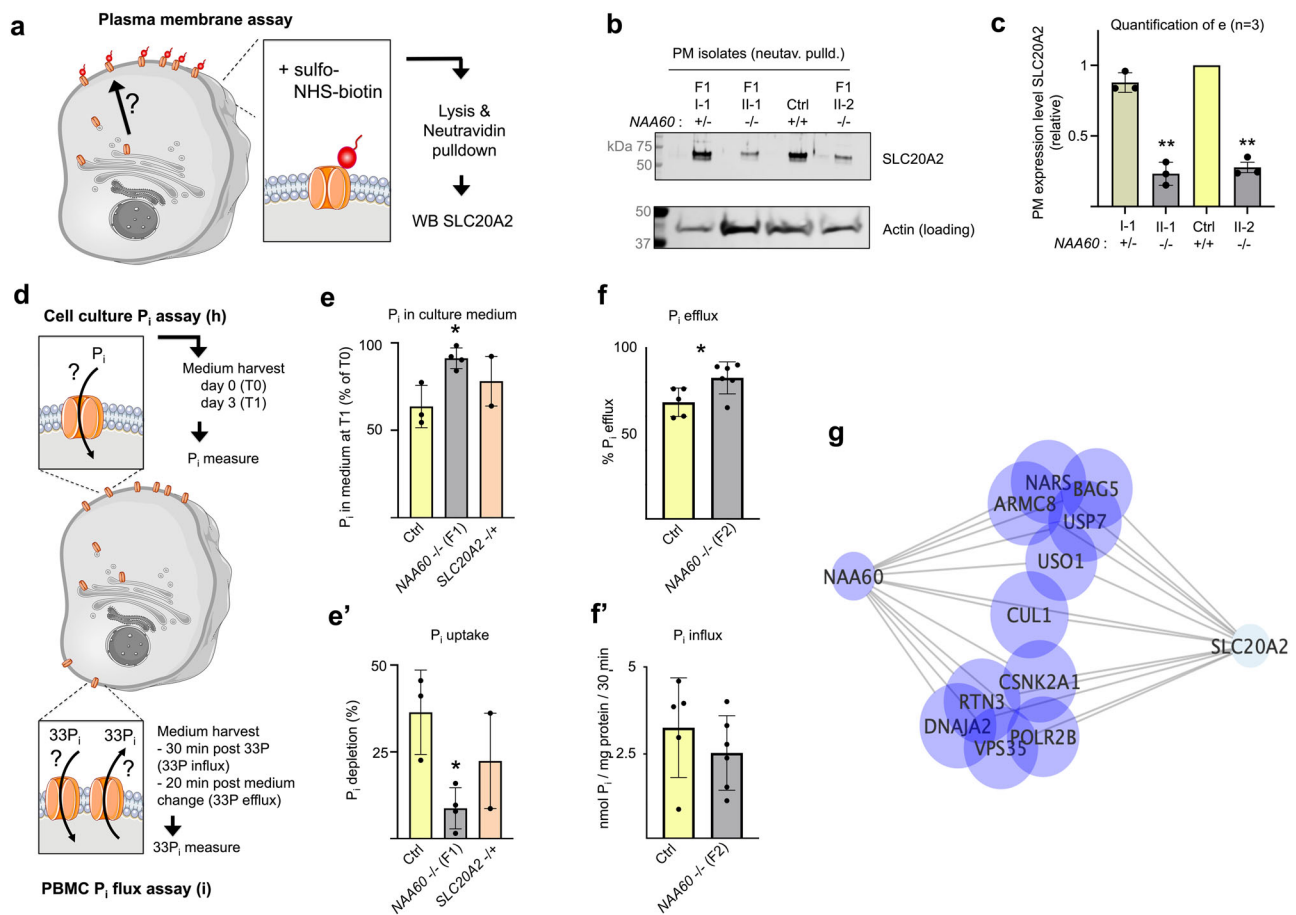 a
Plasma membrane assay
?
+ sulfo-
NHS-biotin
Lysis &
Neutravidin
pulldown
WB SLC20A2
b
PM isolates (neutav. pulld.)
F1 F1 F1
I-1 II-1 Ctrl II-2
NAA60 : +/- -/- +/+ -/-
kDa 75
50
SLC20A2
50
37
Actin (loading)
c
Quantification of e (n=3)
PM expression level SLC20A2
(relative)
1
0.5
** **
I-1 II-1 Ctrl II-2
NAA60 : +/- -/- +/+ -/-
d
Cell culture Pi assay (h)
Pi
?
Medium harvest
day 0 (T0)
day 3 (T1)
Pi measure
33Pi 33Pi
? ?
Medium harvest
- 30 min post 33P
(33P influx)
- 20 min post medium
change (33P efflux)
33Pi measure
PBMC Pi flux assay (i)
e
Pi in culture medium
Pi in medium at T1 (% of T0)
100
50
*
Ctrl
NAA60 -/- (F1)
SLC20A2 -/+
e'
Pi uptake
Pi depletion (%)
50
25
0
*
Ctrl
NAA60 -/- (F1)
SLC20A2 -/+
f
Pi efflux
% Pi efflux
100
50
*
Ctrl
NAA60 -/- (F2)
f'
Pi influx
nmol Pi / mg protein / 30 min
5
2.5
0
Ctrl
NAA60 -/- (F2)
g
NARS
BAG5
ARMC8
USP7
USO1
NAA60
CUL1
SLC20A2
CSNK2A1
RTN3
DNAJA2
POLR2B
VPS35